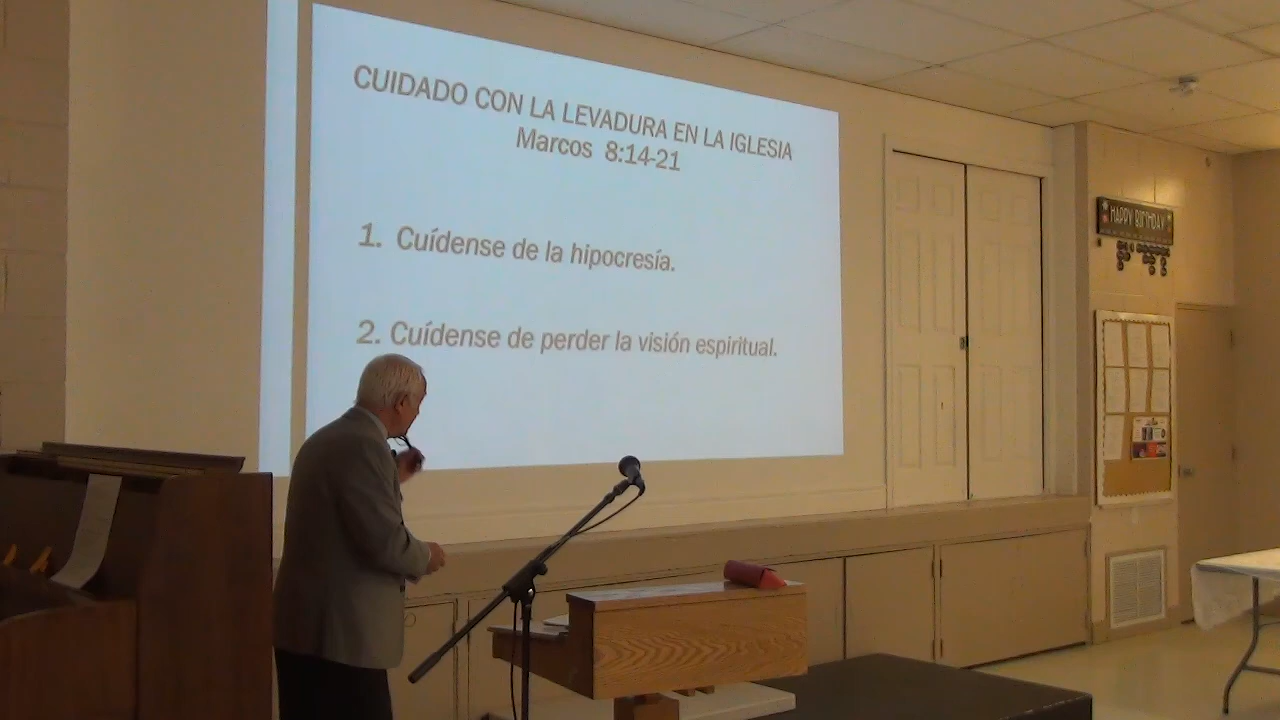 CUIDADO CON LA LEVADURA EN LA IGLESIA
Marcos 8:14-21
1. Cuídense de la hipocresía.
2. Cuídense de perder la visión espiritual.
HAPPY BIRTHDAY